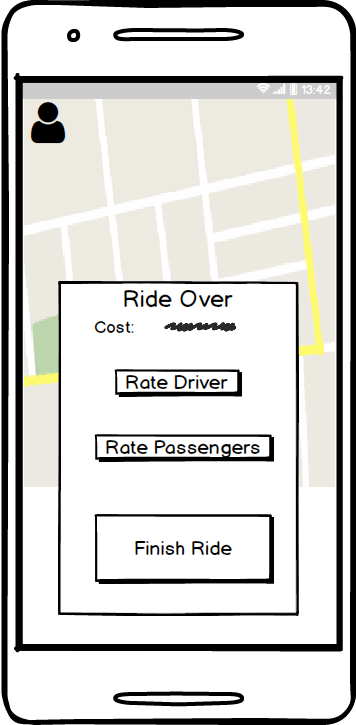 13:42
Ride Over
Cost:
Rate Driver
Rate Passengers
Finish Ride